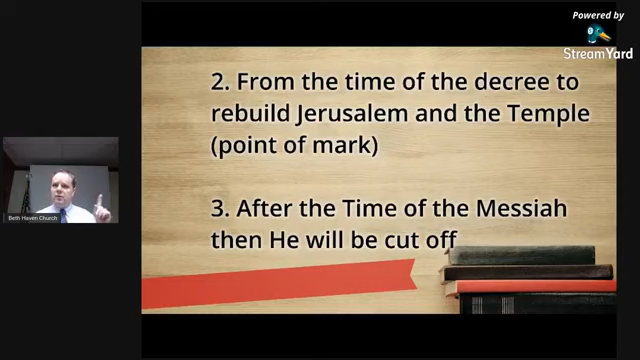 Powered by
StreamYard
2. From the time of the decree to
rebuild Jerusalem and the Temple
(point of mark)
3. After the Time of the Messiah
then He will be cut off
Beth Haven Church